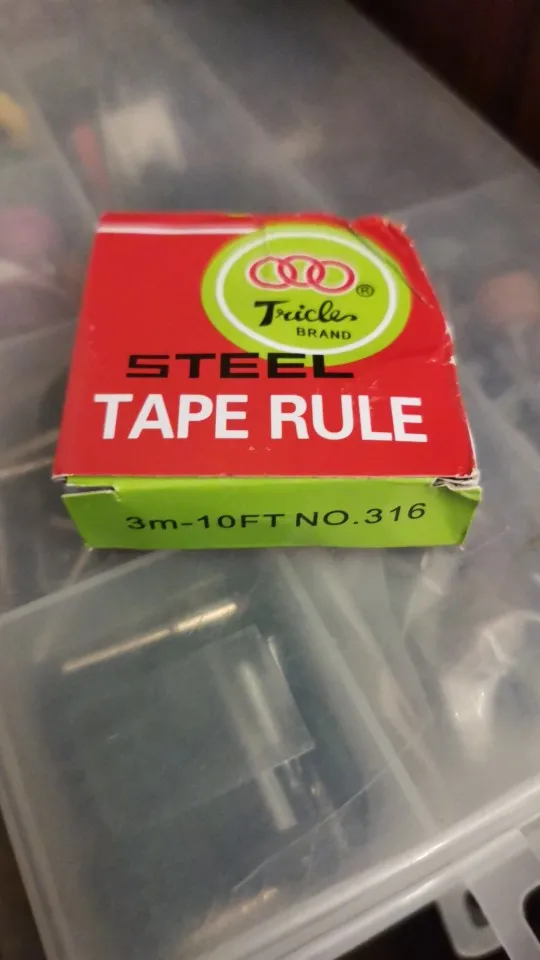 ®
Tricles
BRAND
STEEL
TAPE RULE
3m-10FT NO.316